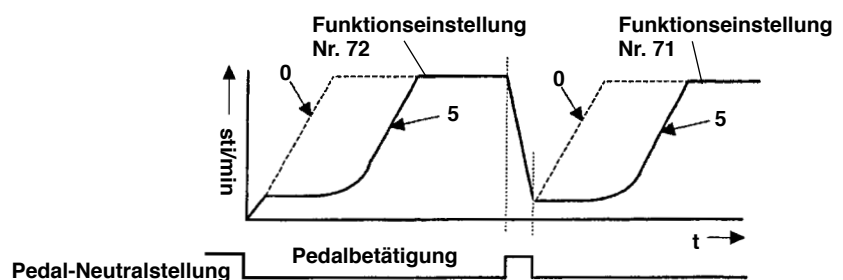 Funktionseinstellung
Nr. 72
Funktionseinstellung
Nr. 71
0
5
0
5
sti/min
t
Pedalbetätigung
Pedal-Neutralstellung